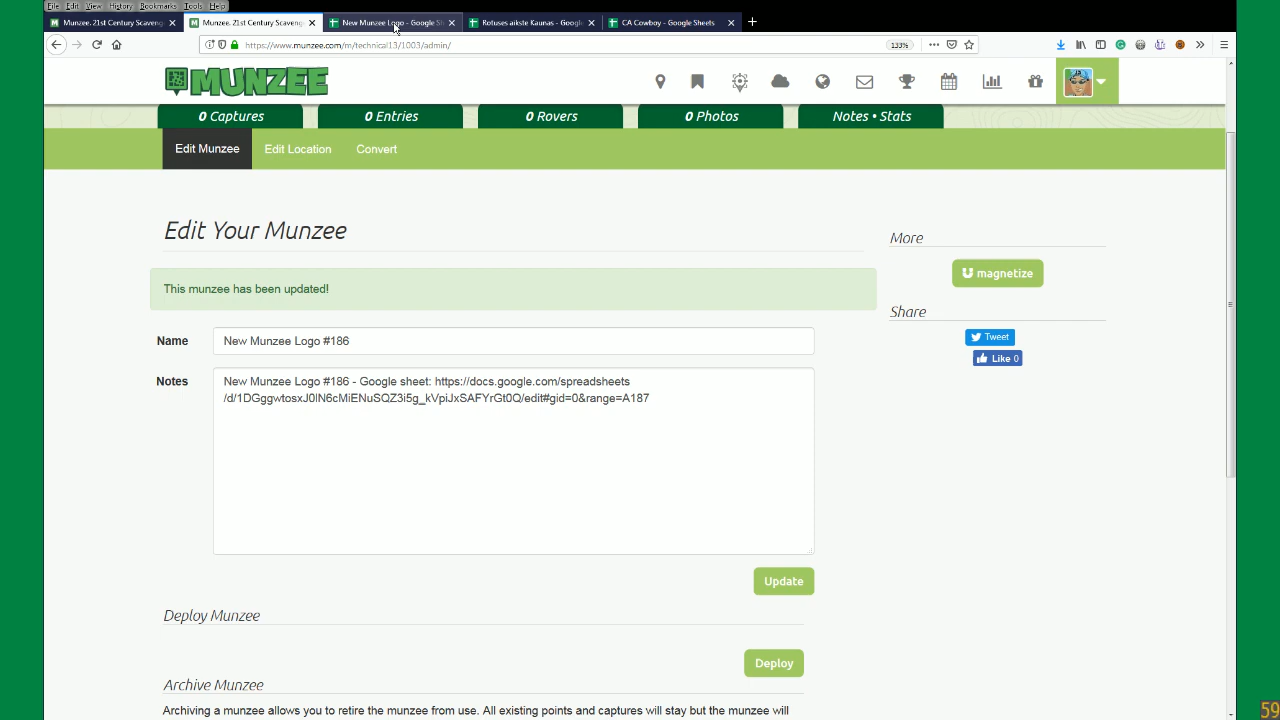 File Edit View History Bookmarks Tools Help
Munzee. 21st Century Scaveng
Munzee. 21st Century Scaveng
New Munzee Logo - Google Sh
Rotuses aikste Kaunas - Google
CA Cowboy - Google Sheets
https://www.munzee.com/m/technical13/1003/admin/
133%
MUNZEE
0 Captures
0 Entries
0 Rovers
0 Photos
Notes • Stats
Edit Munzee
Edit Location
Convert
Edit Your Munzee
More
This munzee has been updated!
magnetize
Share
Name
New Munzee Logo #186
Tweet
Like 0
Notes
New Munzee Logo #186 - Google sheet: https://docs.google.com/spreadsheets
/d/1DGggwtosxJ0lN6cMiENuSQZ3i5g_kVpiJxSAFYrGt0Q/edit#gid=0&range=A187
Update
Deploy Munzee
Deploy
Archive Munzee
Archiving a munzee allows you to retire the munzee from use. All existing points and captures will stay but the munzee will
59